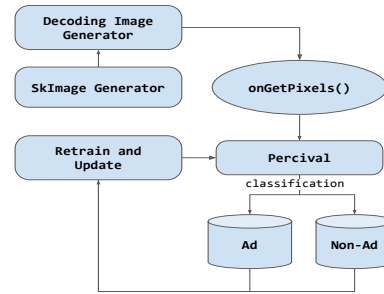 Decoding Image
Generator
SkImage Generator
onGetPixels()
Retrain and
Update
Percival
classification
Ad
Non-Ad